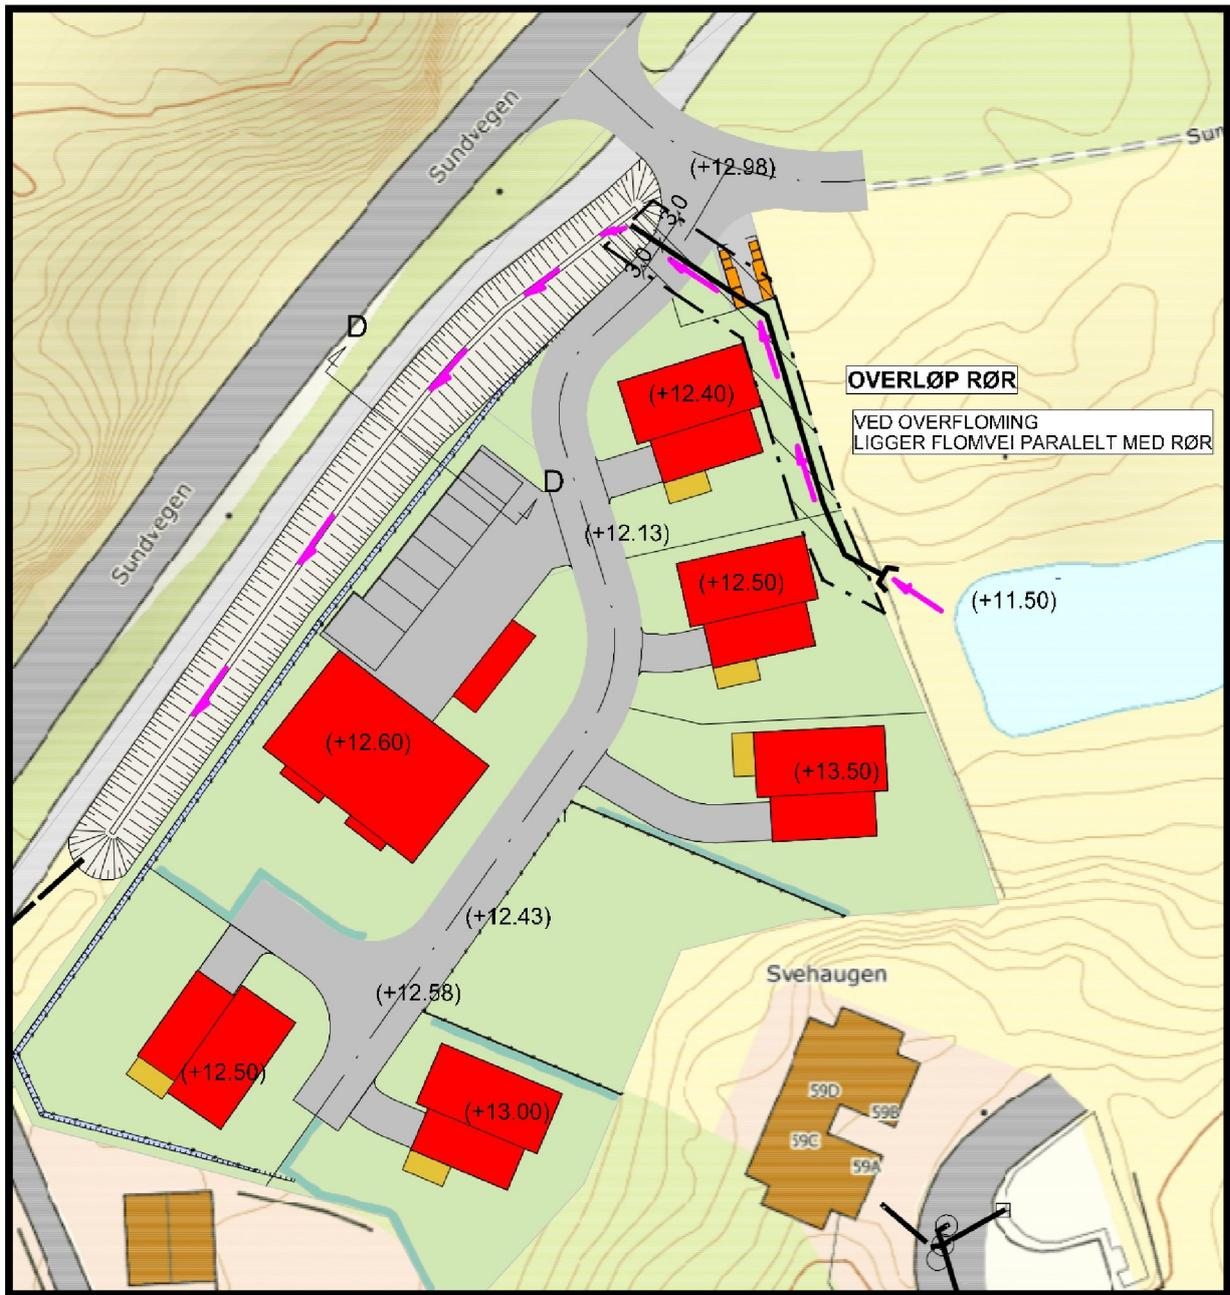 Sundvegen
Sun
(+12.98)
3.0
3.0
D
OVERLØP RØR
(+12.40)
VED OVERFLOMING
LIGGER FLOMVEI PARALELT MED RØR
D
Sundvegen
(+12.13)
(+12.50)
(+11.50)
(+12.60)
(+13.50)
(+12.43)
Svehaugen
(+12.58)
(+12.50)
59D
59B
(+13.00)
59C
59A